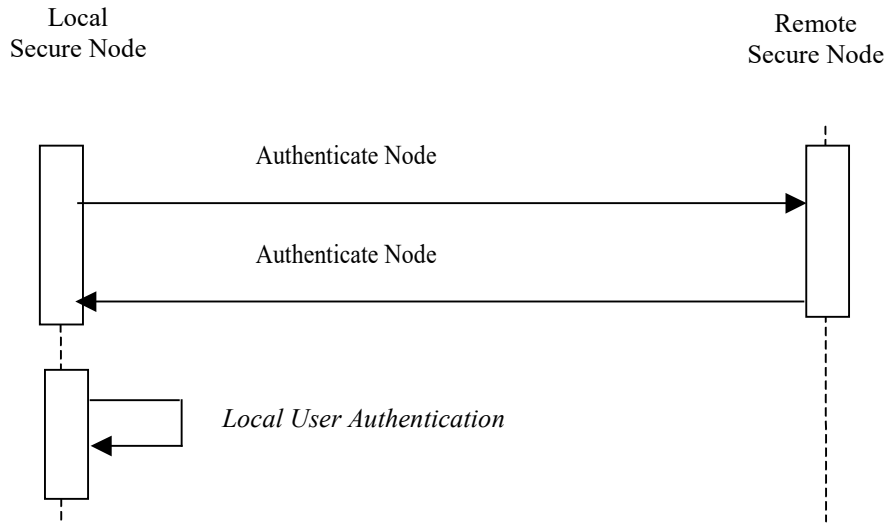 Local
Secure Node
Remote
Secure Node
Authenticate Node
Authenticate Node
Local User Authentication